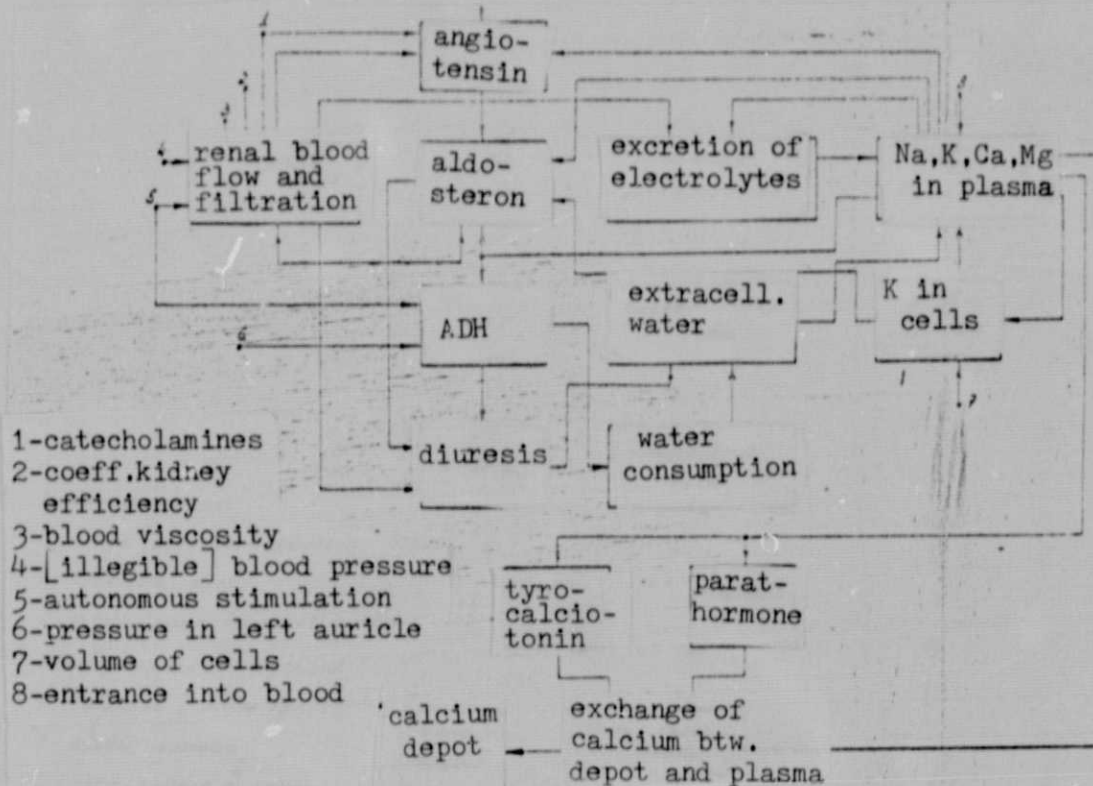 angio-
tensin
renal blood
flow and
filtration
aldo-
steron
excretion of
electrolytes
Na,K,Ca,Mg
in plasma
5
ADH
6
extracell.
water
K in
cells
diuresis
water
consumption
1-catecholamines
2-coeff.kidney
efficiency
3-blood viscosity
4-[illegible] blood pressure
5-autonomous stimulation
6-pressure in left auricle
7-volume of cells
8-entrance into blood
tyro-
calcio-
tonin
parat-
hormone
calcium
depot
exchange of
calcium btw.
depot and plasma